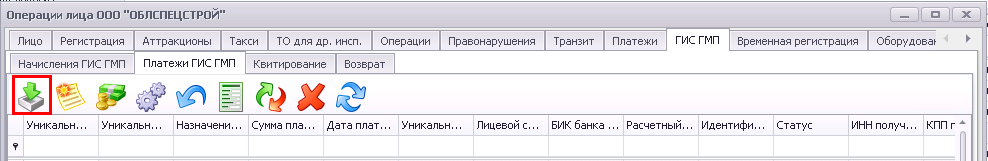 Операции лица ООО "ОБЛСПЕЦСТРОЙ"
Лицо Регистрация Аттракционы Такси ТО для др. инсп. Операции Правонарушения Транзит Платежи ГИС ГМП Временная регистрация Оборудован
Начисления ГИС ГМП Платежи ГИС ГМП Квитирование Возврат
Уникальн... Уникальн... Назначени... Сумма пла... Дата плат... Уникальн... Лицевой с... БИК банка ... Расчетный... Идентифи... Статус ИНН получ... КПП г